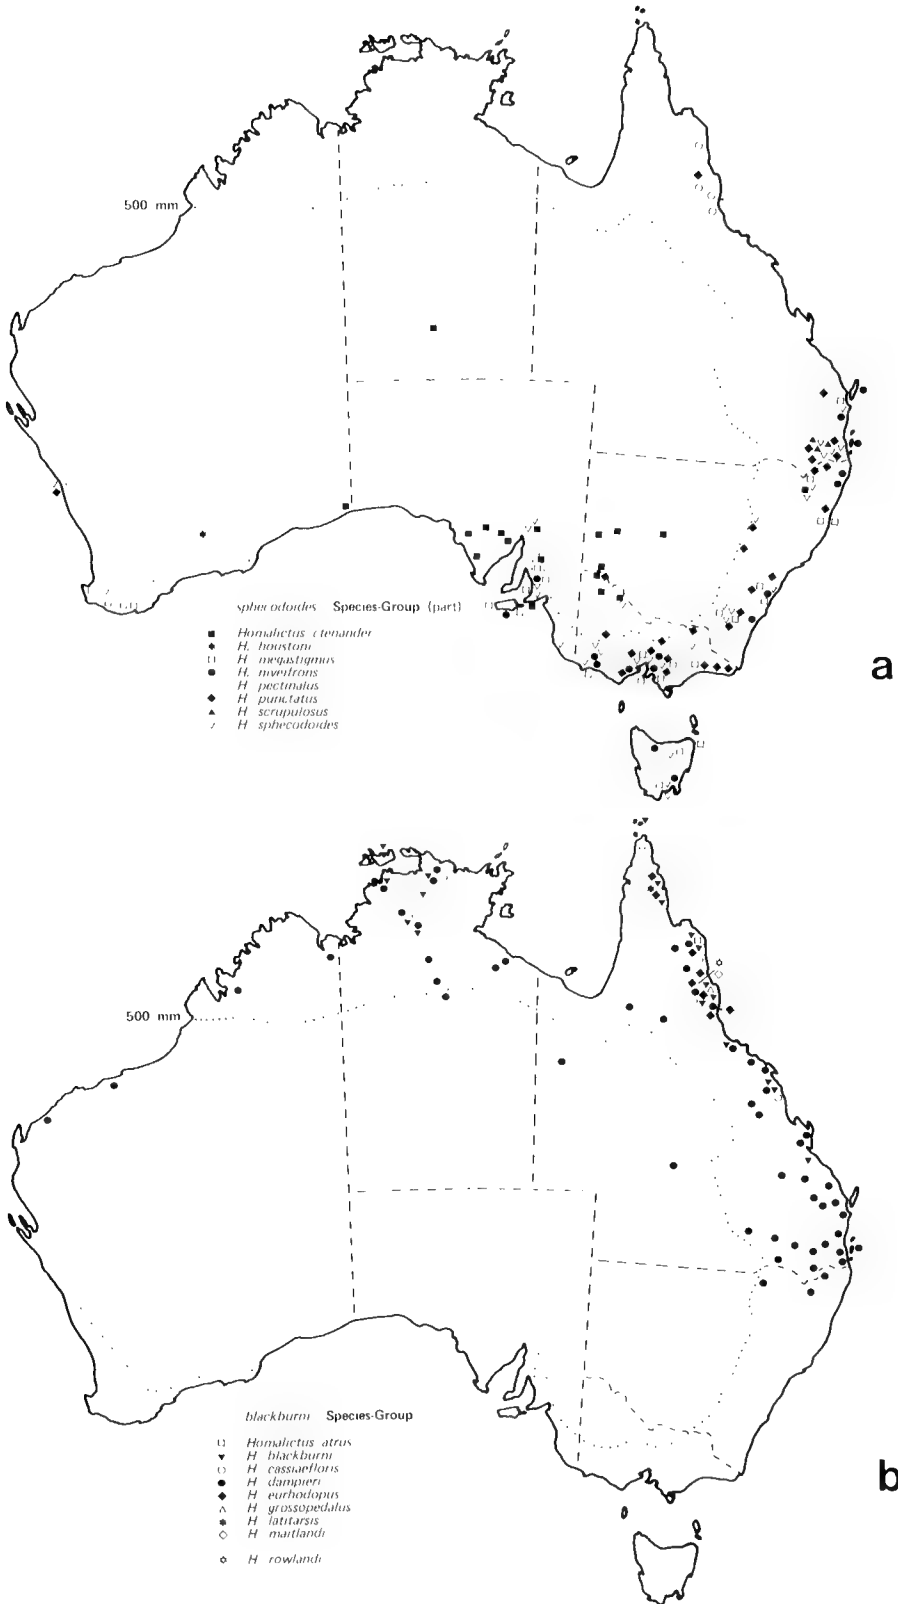 500 mm
sphecodoides Species-Group (part)
Homalictus ctenander
H. houstoni
H megastigmus
H. niveifrons
H pectinalus
H punctatus
H scrupulosus
H sphecodoides
a
500 mm
blackburni Species-Group
Homalictus atrus
H blackburni
H cassiaefloris
H dampieri
H eurhodopus
H grossopedalus
H latitarsis
H maitlandi
H rowlandi
b